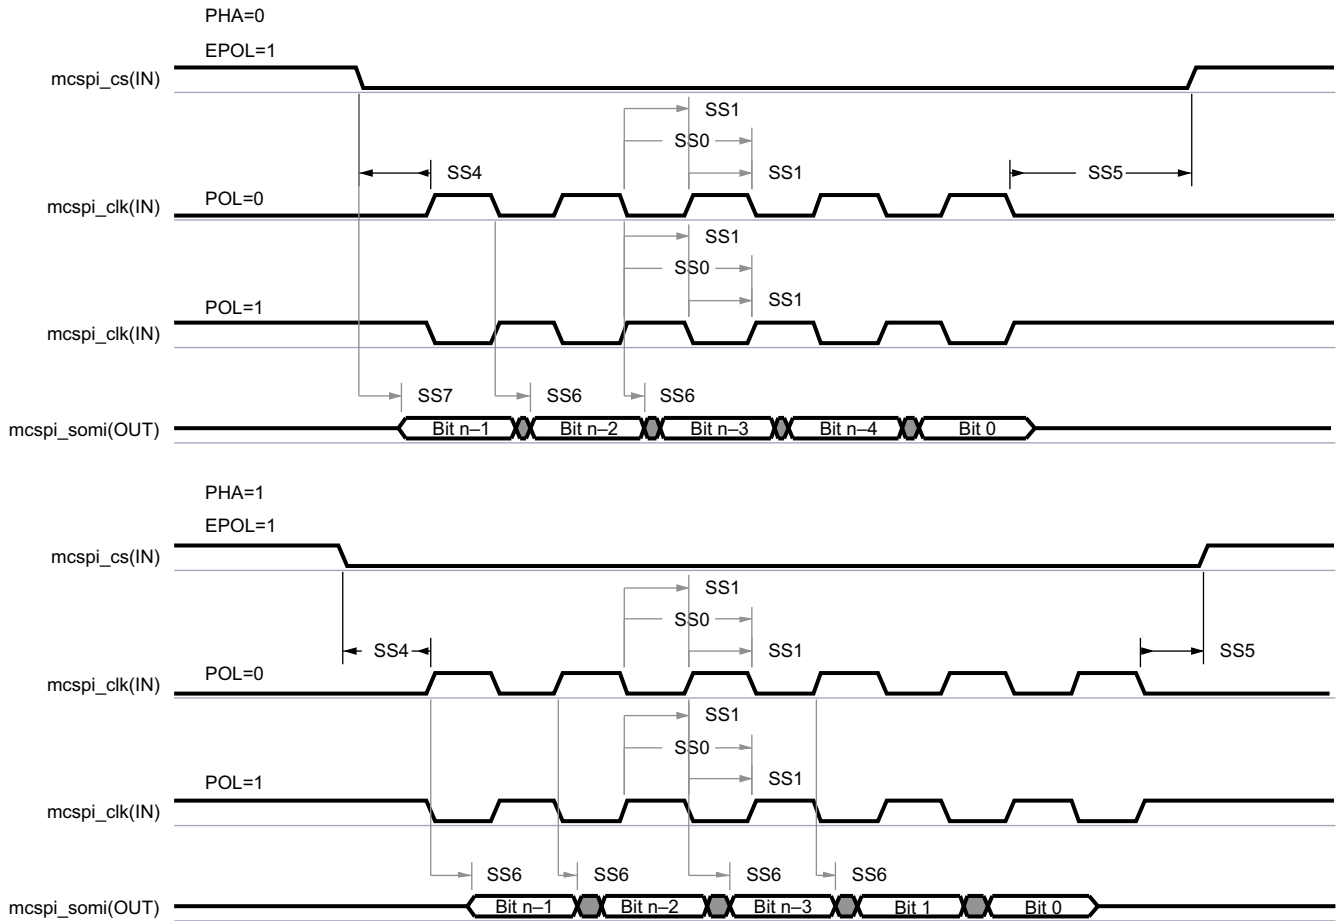 PHA=0
EPOL=1
mcspi_cs(IN)
SS1
SS0
SS4
SS1
SS5
POL=0
mcspi_clk(IN)
SS1
SS0
SS1
POL=1
mcspi_clk(IN)
SS7
SS6
SS6
mcspi_somi(OUT)
Bit n–1
Bit n–2
Bit n–3
Bit n–4
Bit 0
PHA=1
EPOL=1
mcspi_cs(IN)
SS1
SS0
SS4
SS1
SS5
POL=0
mcspi_clk(IN)
SS1
SS0
SS1
POL=1
mcspi_clk(IN)
SS6
SS6
SS6
SS6
mcspi_somi(OUT)
Bit n–1
Bit n–2
Bit n–3
Bit 1
Bit 0